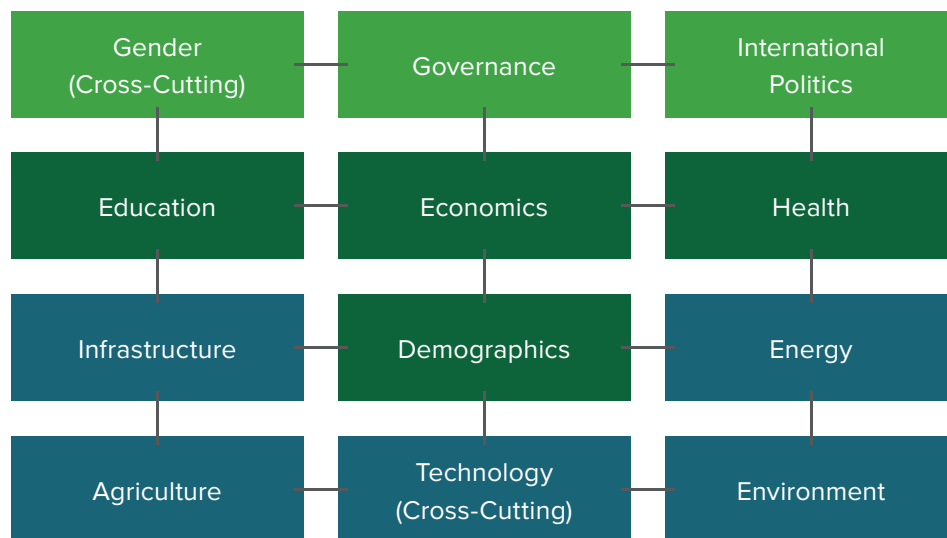 Gender
(Cross-Cutting)
Governance
International
Politics
Education
Economics
Health
Infrastructure
Demographics
Energy
Agriculture
Technology
(Cross-Cutting)
Environment